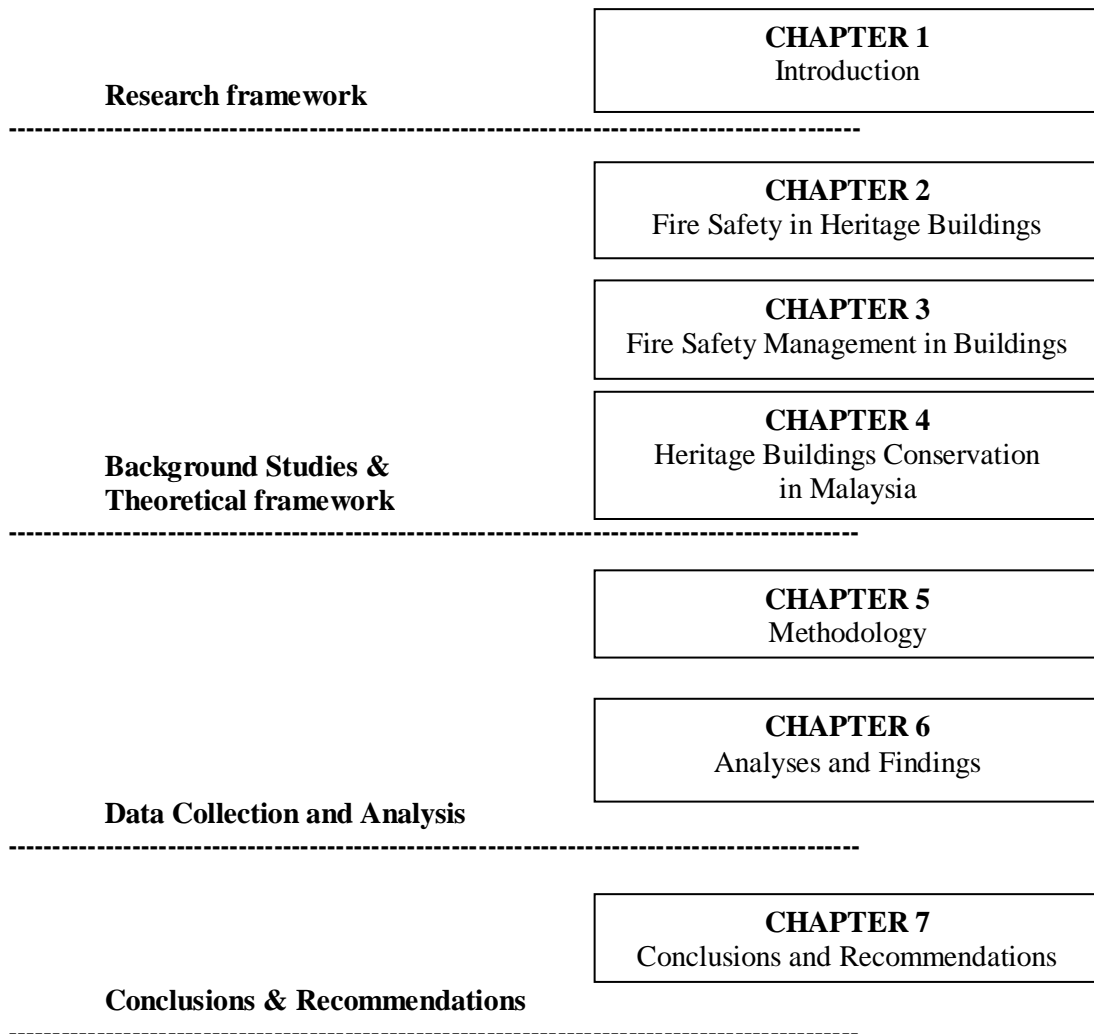 CHAPTER 1
Introduction
Research framework
CHAPTER 2
Fire Safety in Heritage Buildings
CHAPTER 3
Fire Safety Management in Buildings
CHAPTER 4
Heritage Buildings Conservation
in Malaysia
Background Studies &
Theoretical framework
CHAPTER 5
Methodology
CHAPTER 6
Analyses and Findings
Data Collection and Analysis
CHAPTER 7
Conclusions and Recommendations
Conclusions & Recommendations